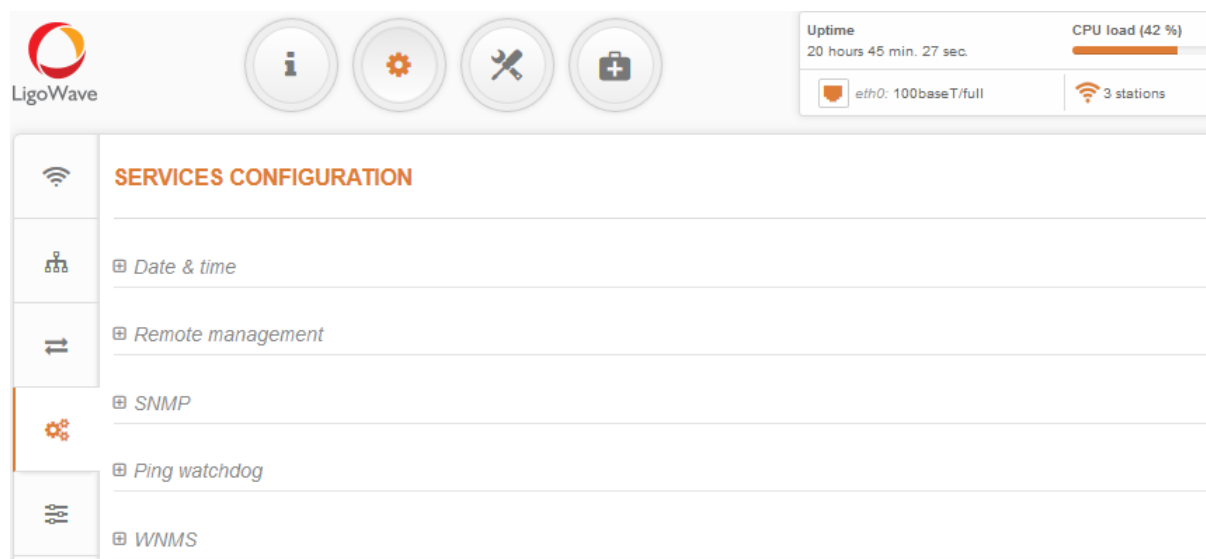 LigoWave
Uptime
20 hours 45 min. 27 sec.
CPU load (42 %)
eth0: 100baseT/full
3 stations
SERVICES CONFIGURATION
Date & time
Remote management
SNMP
Ping watchdog
WNMS